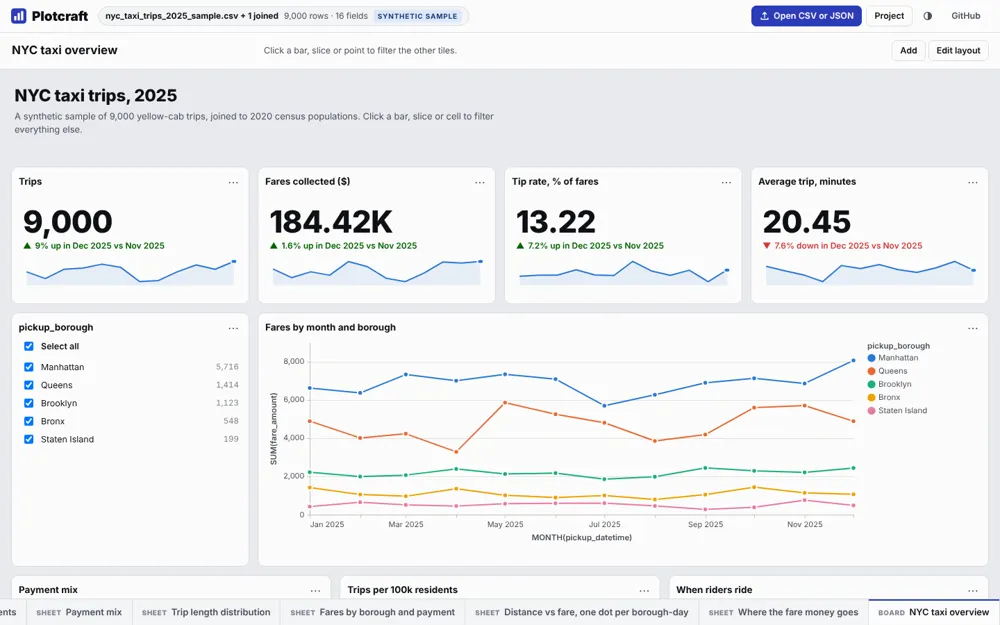 Plotcraft
nyc_taxi_trips_2025_sample.csv + 1 joined 9,000 rows · 16 fields SYNTHETIC SAMPLE
Open CSV or JSON
Project
GitHub
NYC taxi overview
Click a bar, slice or point to filter the other tiles.
Add
Edit layout
NYC taxi trips, 2025
A synthetic sample of 9,000 yellow-cab trips, joined to 2020 census populations. Click a bar, slice or cell to filter
everything else.
Trips ...
9,000
▲ 9% up in Dec 2025 vs Nov 2025
Fares collected ($) ...
184.42K
▲ 1.6% up in Dec 2025 vs Nov 2025
Tip rate, % of fares ...
13.22
▲ 7.2% up in Dec 2025 vs Nov 2025
Average trip, minutes ...
20.45
▼ 7.6% down in Dec 2025 vs Nov 2025
pickup_borough ...
Select all
Manhattan 5,716
Queens 1,414
Brooklyn 1,123
Bronx 548
Staten Island 199
Fares by month and borough ...
SUM(fare_amount)
8,000
6,000
4,000
2,000
0
Jan 2025 Mar 2025 May 2025 Jul 2025 Sep 2025 Nov 2025
MONTH(pickup_datetime)
pickup_borough
Manhattan
Queens
Brooklyn
Bronx
Staten Island
Payment mix ...
Trips per 100k residents ...
When riders ride ...
ents
SHEET Payment mix
SHEET Trip length distribution
SHEET Fares by borough and payment
SHEET Distance vs fare, one dot per borough-day
SHEET Where the fare money goes
BOARD NYC taxi overview